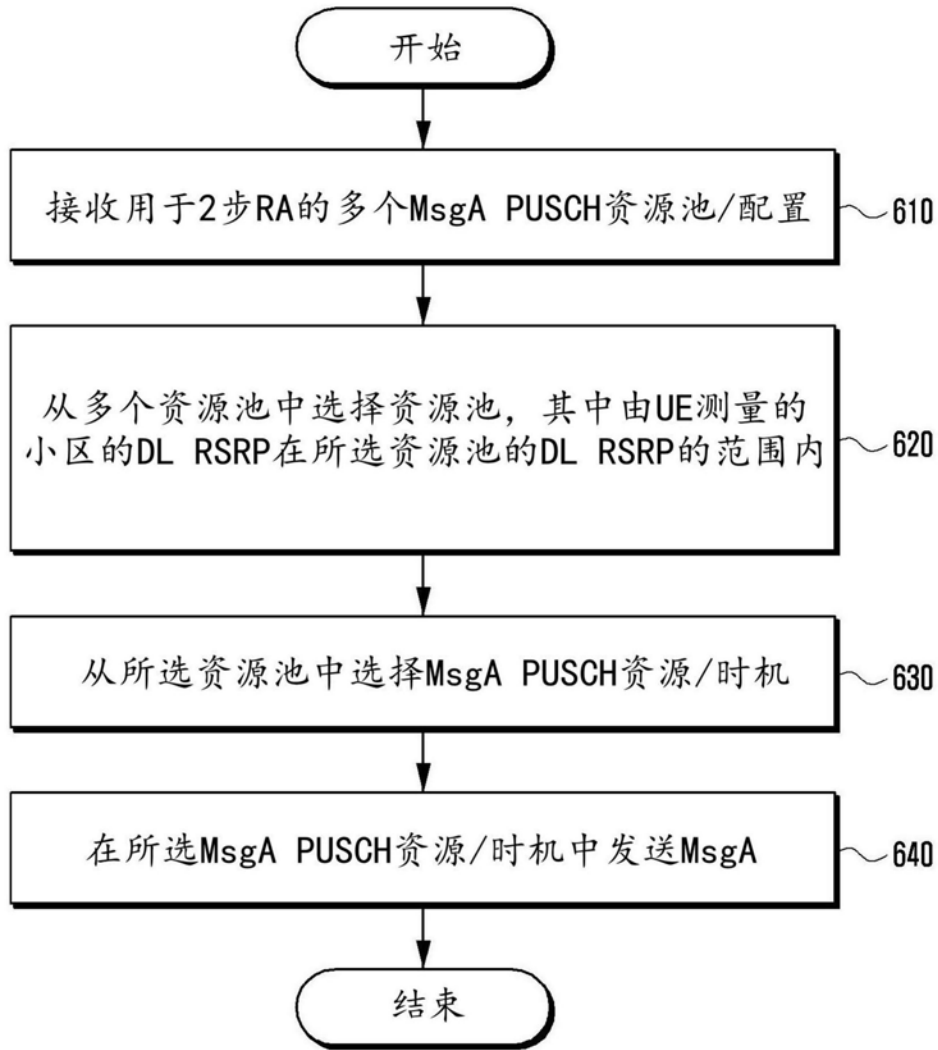 开始
接收用于2步RA的多个MsgA PUSCH资源池/配置
610
从多个资源池中选择资源池，其中由UE测量的
小区的DL RSRP在所选资源池的DL RSRP的范围内
620
从所选资源池中选择MsgA PUSCH资源/时机
630
在所选MsgA PUSCH资源/时机中发送MsgA
640
结束